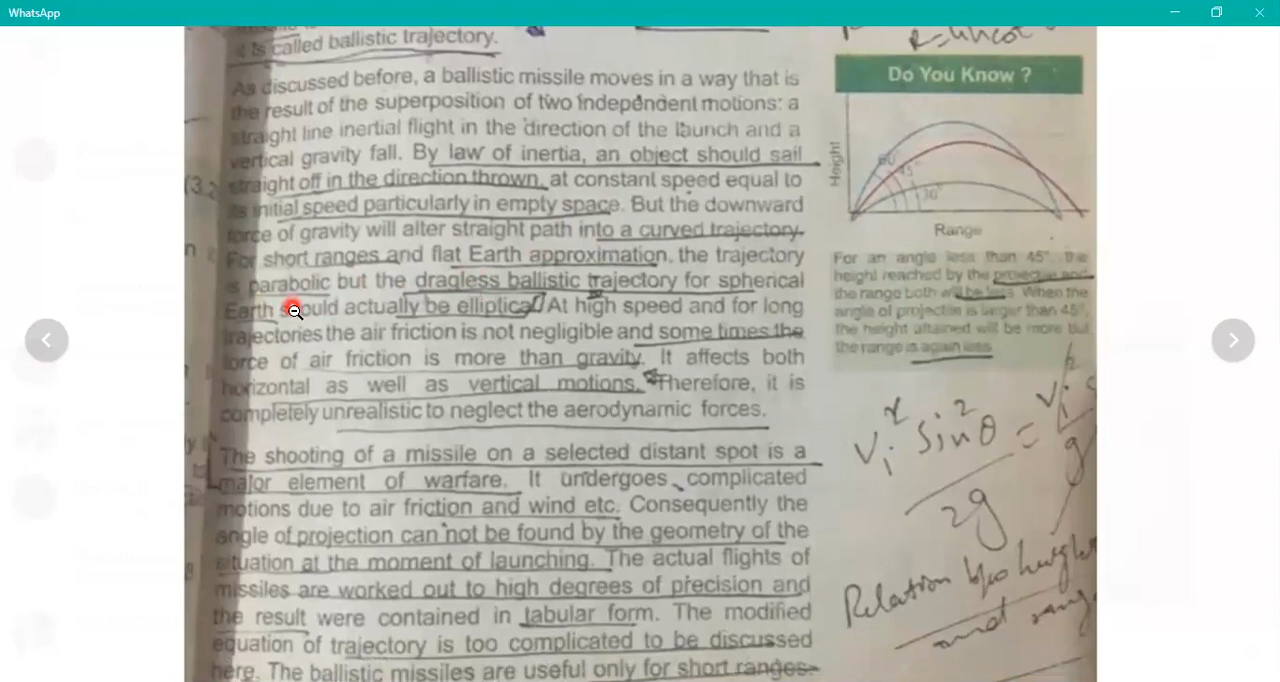 WhatsApp
it is called ballistic trajectory.
As discussed before, a ballistic missile moves in a way that is
the result of the superposition of two independent motions: a
straight line inertial flight in the direction of the launch and a
vertical gravity fall. By law of inertia, an object should sail
straight off in the direction thrown, at constant speed equal to
its initial speed particularly in empty space. But the downward
force of gravity will alter straight path into a curved trajectory.
For short ranges and flat Earth approximation, the trajectory
is parabolic but the dragless ballistic trajectory for spherical
Earth should actually be elliptical. At high speed and for long
trajectories the air friction is not negligible and some times the
force of air friction is more than gravity. It affects both
horizontal as well as vertical motions. Therefore, it is
completely unrealistic to neglect the aerodynamic forces.
The shooting of a missile on a selected distant spot is a
major element of warfare. It undergoes complicated
motions due to air friction and wind etc. Consequently the
angle of projection can not be found by the geometry of the
situation at the moment of launching. The actual flights of
missiles are worked out to high degrees of precision and
the result were contained in tabular form. The modified
equation of trajectory is too complicated to be discussed
here. The ballistic missiles are useful only for short ranges.
(3.
Do You Know ?
Height
60°
45°
30°
Range
For an angle less than 45°, the
height reached by the projectile and
the range both will be less. When the
angle of projectile is larger than 45°,
the height attained will be more but
the range is again less
Vi² Sin²θ =
2g
g
Relation b/w height
and range